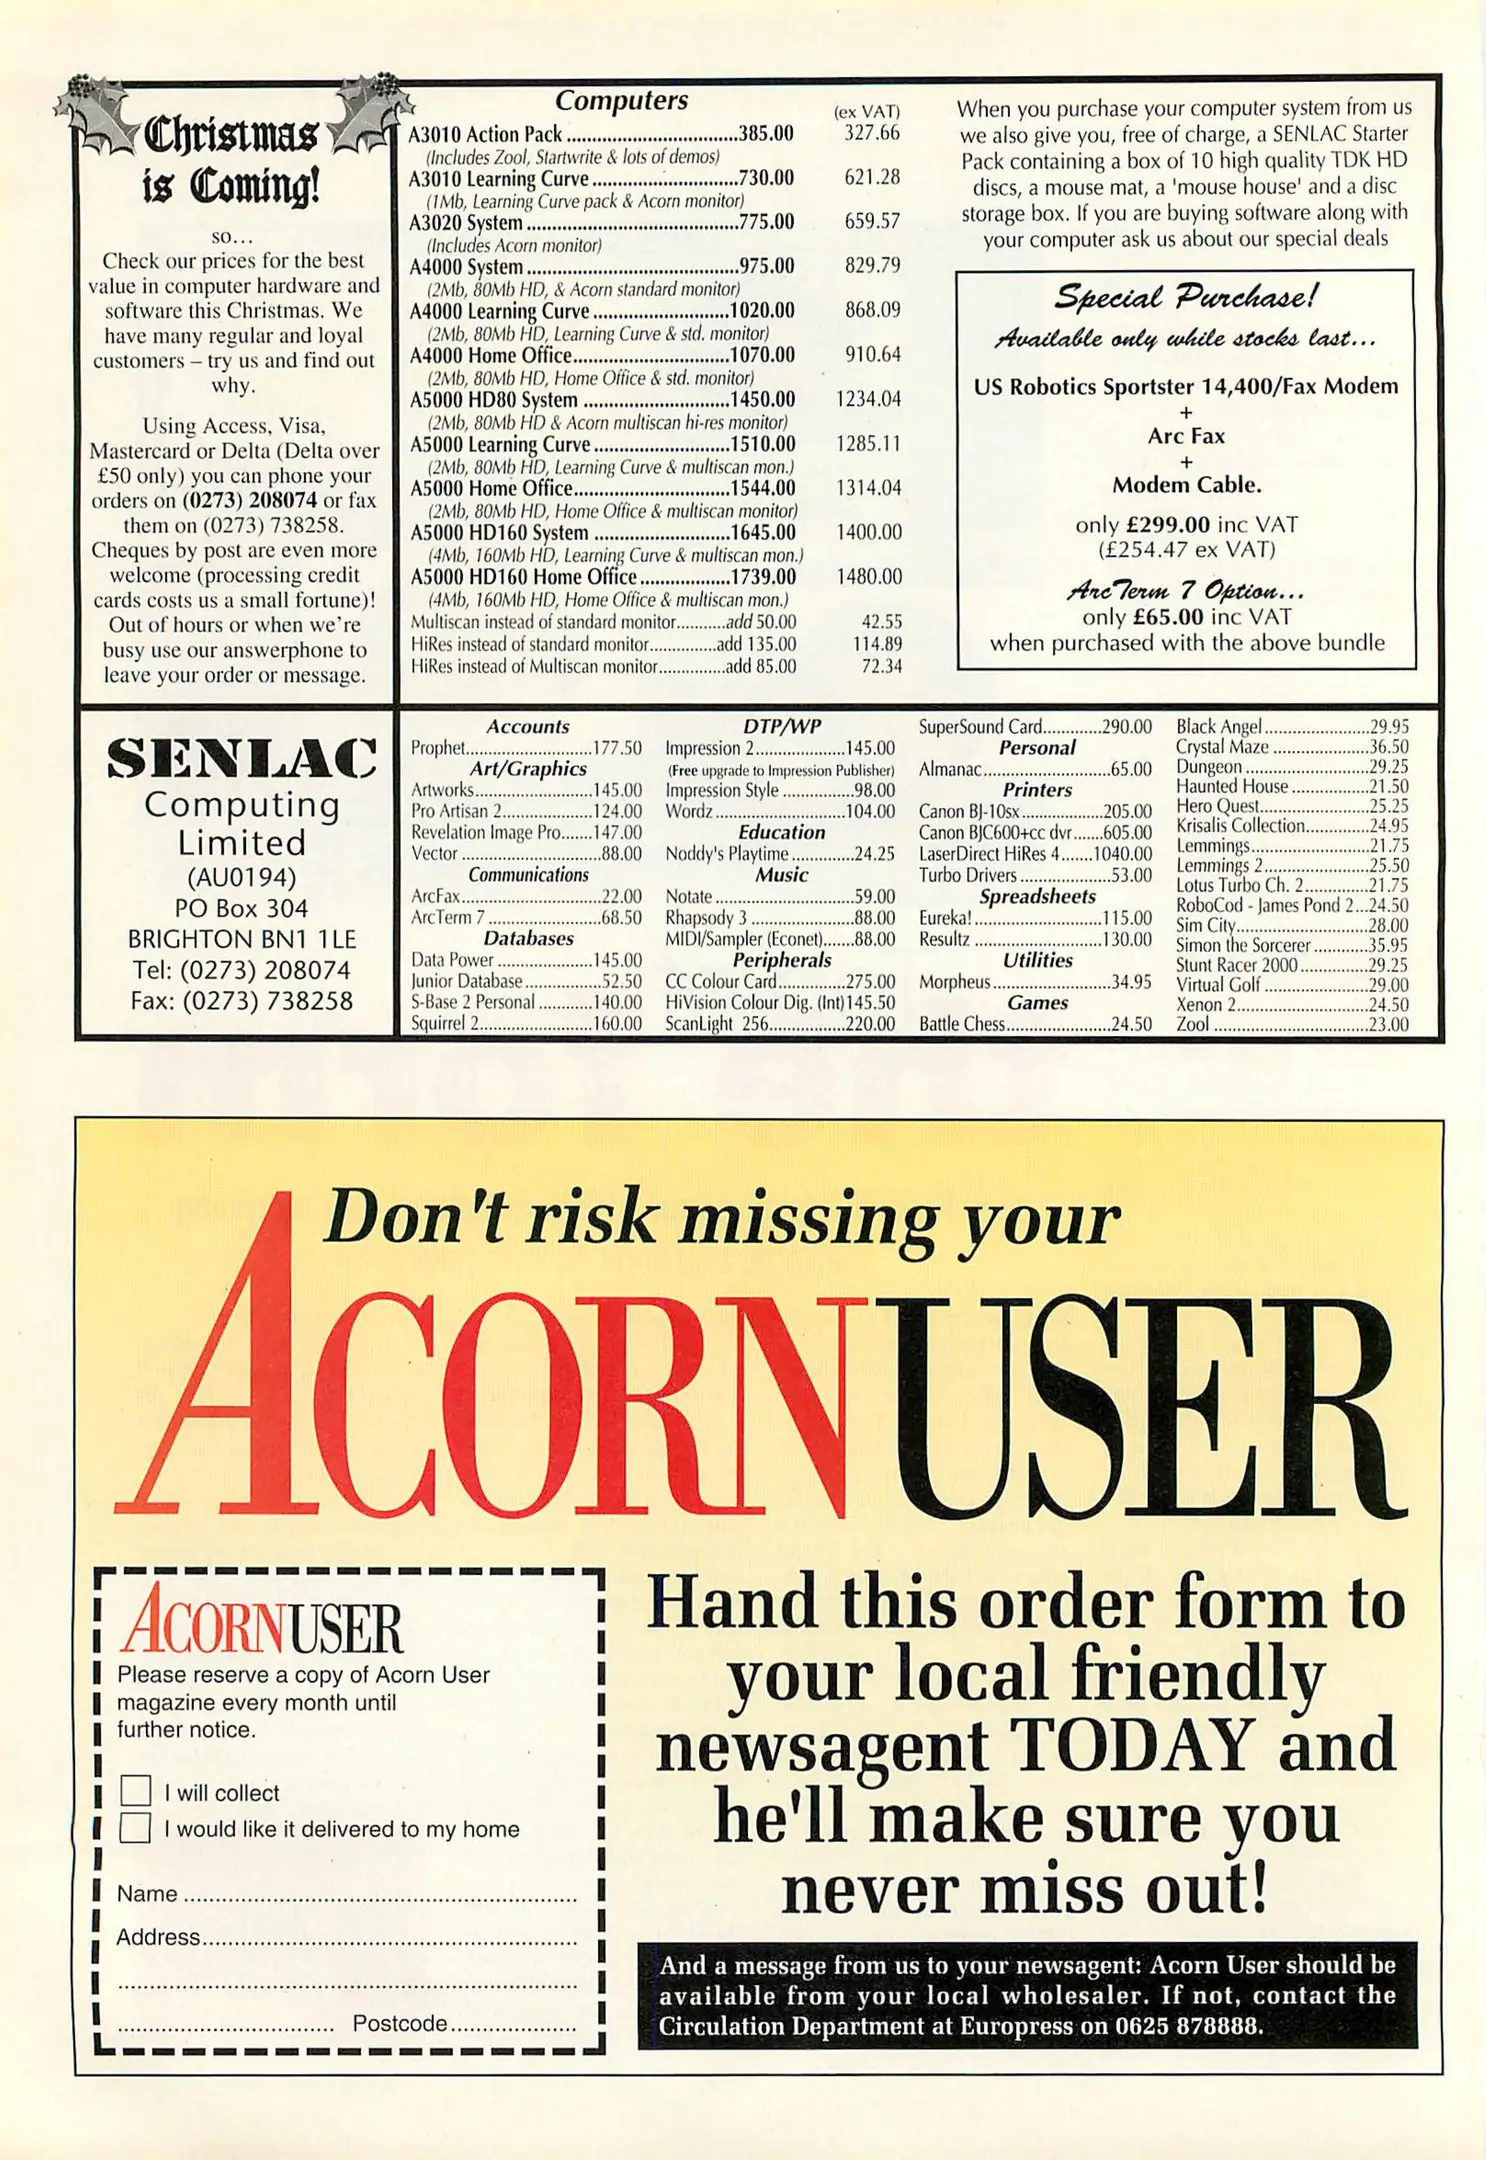 Christmas
is Coming!
so...
Check our prices for the best
value in computer hardware and
software this Christmas. We
have many regular and loyal
customers – try us and find out
why.
Using Access, Visa,
Mastercard or Delta (Delta over
£50 only) you can phone your
orders on (0273) 208074 or fax
them on (0273) 738258.
Cheques by post are even more
welcome (processing credit
cards costs us a small fortune)!
Out of hours or when we're
busy use our answerphone to
leave your order or message.
Computers
(ex VAT)
A3010 Action Pack..................................385.00 327.66
(Includes Zool, Startwrite & lots of demos)
A3010 Learning Curve.............................730.00 621.28
(1Mb, Learning Curve pack & Acorn monitor)
A3020 System..........................................775.00 659.57
(Includes Acorn monitor)
A4000 System..........................................975.00 829.79
(2Mb, 80Mb HD, & Acorn standard monitor)
A4000 Learning Curve...........................1020.00 868.09
(2Mb, 80Mb HD, Learning Curve & std. monitor)
A4000 Home Office...............................1070.00 910.64
(2Mb, 80Mb HD, Home Office & std. monitor)
A5000 HD80 System .............................1450.00 1234.04
(2Mb, 80Mb HD & Acorn multiscan hi-res monitor)
A5000 Learning Curve...........................1510.00 1285.11
(2Mb, 80Mb HD, Learning Curve & multiscan mon.)
A5000 Home Office...............................1544.00 1314.04
(2Mb, 80Mb HD, Home Office & multiscan monitor)
A5000 HD160 System ...........................1645.00 1400.00
(4Mb, 160Mb HD, Learning Curve & multiscan mon.)
A5000 HD160 Home Office..................1739.00 1480.00
(4Mb, 160Mb HD, Home Office & multiscan mon.)
Multiscan instead of standard monitor...........add 50.00 42.55
HiRes instead of standard monitor...............add 135.00 114.89
HiRes instead of Multiscan monitor...............add 85.00 72.34
When you purchase your computer system from us
we also give you, free of charge, a SENLAC Starter
Pack containing a box of 10 high quality TDK HD
discs, a mouse mat, a 'mouse house' and a disc
storage box. If you are buying software along with
your computer ask us about our special deals
Special Purchase!
Available only while stocks last...
US Robotics Sportster 14,400/Fax Modem
+
Arc Fax
+
Modem Cable.
only £299.00 inc VAT
(£254.47 ex VAT)
ArcTerm 7 Option...
only £65.00 inc VAT
when purchased with the above bundle
SENLAC
Computing
Limited
(AU0194)
PO Box 304
BRIGHTON BN1 1LE
Tel: (0273) 208074
Fax: (0273) 738258
Accounts
Prophet.........................177.50
Art/Graphics
Artworks.......................145.00
Pro Artisan 2..................124.00
Revelation Image Pro......147.00
Vector ...........................88.00
Communications
ArcFax...........................22.00
ArcTerm 7......................68.50
Databases
Data Power ...................145.00
Junior Database...............52.50
S-Base 2 Personal ...........140.00
Squirrel 2.......................160.00
DTP/WP
Impression 2..................145.00
(Free upgrade to Impression Publisher)
Impression Style ..............98.00
Wordz..........................104.00
Education
Noddy's Playtime.............24.25
Music
Notate............................59.00
Rhapsody 3 .....................88.00
MIDI/Sampler (Econet)......88.00
Peripherals
CC Colour Card.............275.00
HiVision Colour Dig. (Int)145.50
ScanLight 256...............220.00
SuperSound Card............290.00
Personal
Almanac.........................65.00
Printers
Canon BJ-10sx................205.00
Canon BJC600+cc dvr......605.00
LaserDirect HiRes 4......1040.00
Turbo Drivers..................53.00
Spreadsheets
Eureka!.........................115.00
Resultz .........................130.00
Utilities
Morpheus.......................34.95
Games
Battle Chess.....................24.50
Black Angel.....................29.95
Crystal Maze ...................36.50
Dungeon........................29.25
Haunted House ...............21.50
Hero Quest.....................25.25
Krisalis Collection............24.95
Lemmings.......................21.75
Lemmings 2.....................25.50
Lotus Turbo Ch. 2............21.75
RoboCod - James Pond 2...24.50
Sim City..........................28.00
Simon the Sorcerer...........35.95
Stunt Racer 2000.............29.25
Virtual Golf.....................29.00
Xenon 2.........................24.50
Zool ..............................23.00
Don't risk missing your
ACORN USER
ACORN USER
Please reserve a copy of Acorn User
magazine every month until
further notice.
I will collect
I would like it delivered to my home
Name ..............................................................
Address...........................................................
........................................................................
.................................. Postcode....................
Hand this order form to
your local friendly
newsagent TODAY and
he'll make sure you
never miss out!
And a message from us to your newsagent: Acorn User should be
available from your local wholesaler. If not, contact the
Circulation Department at Europress on 0625 878888.